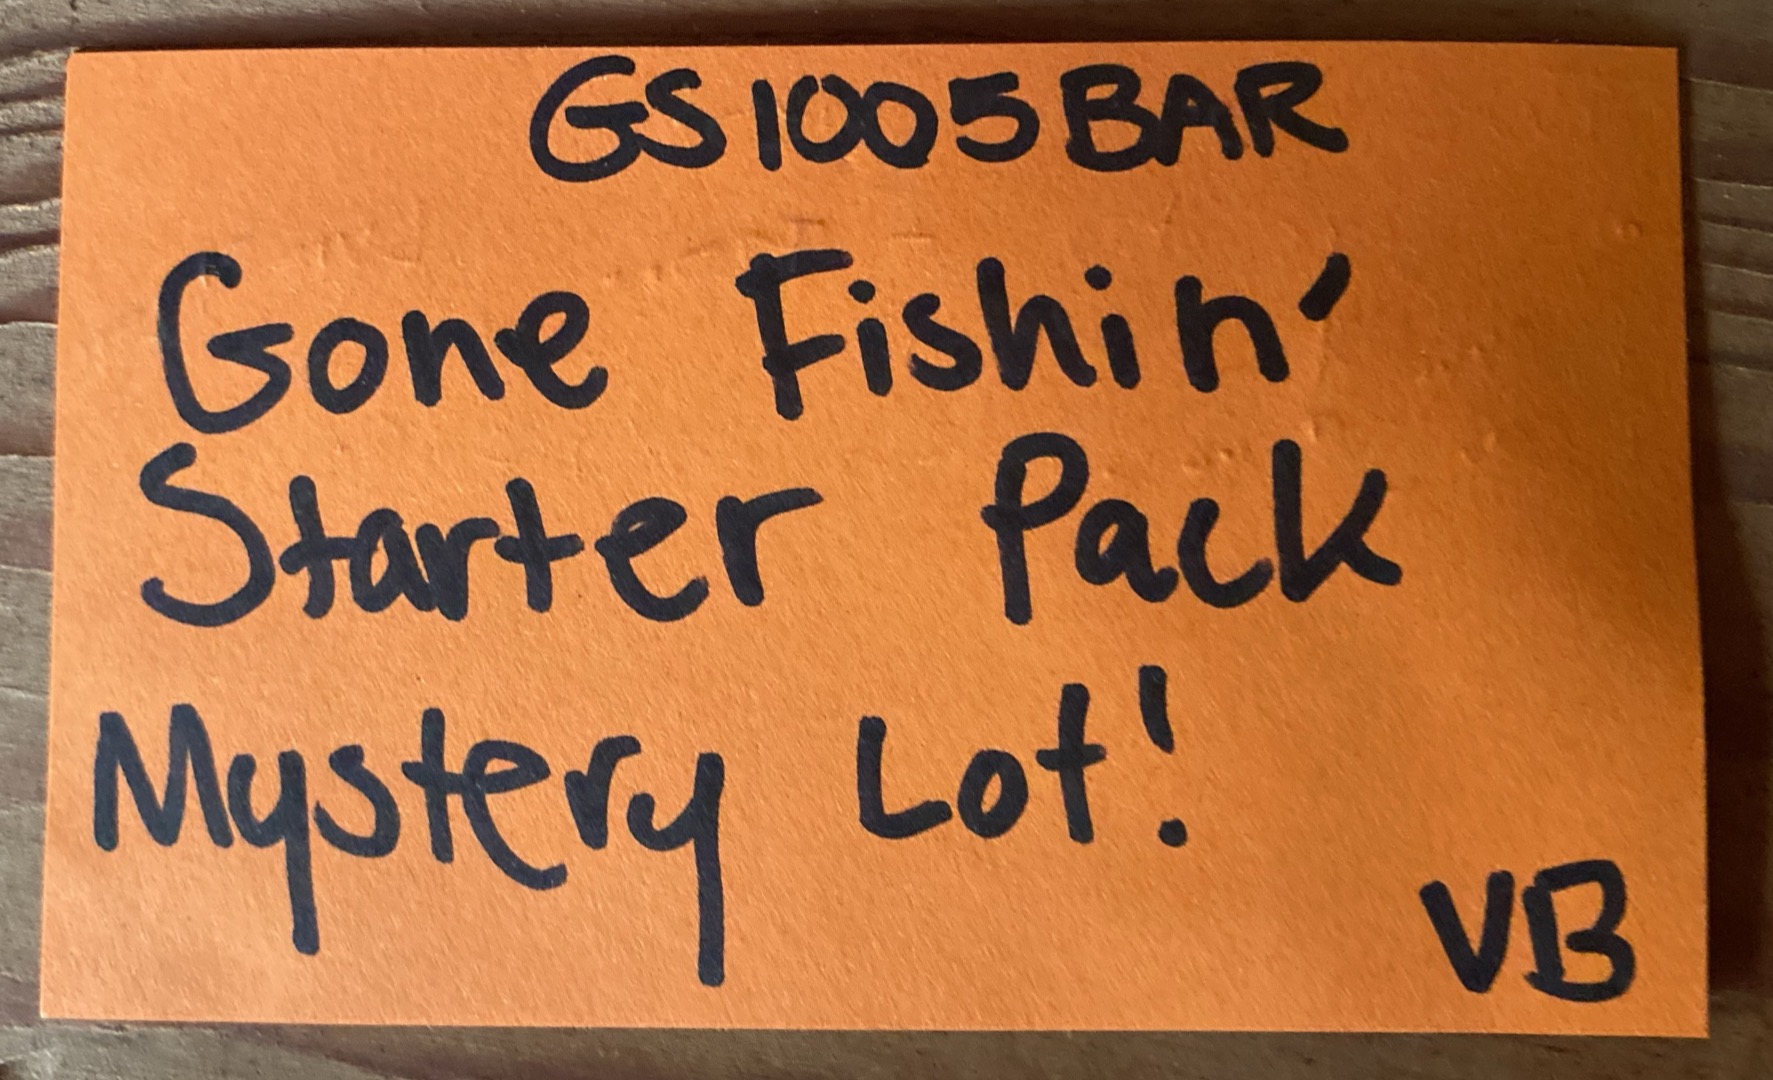 GS1005BAR
Gone Fishin'
Starter Pack
Mystery Lot!
VB